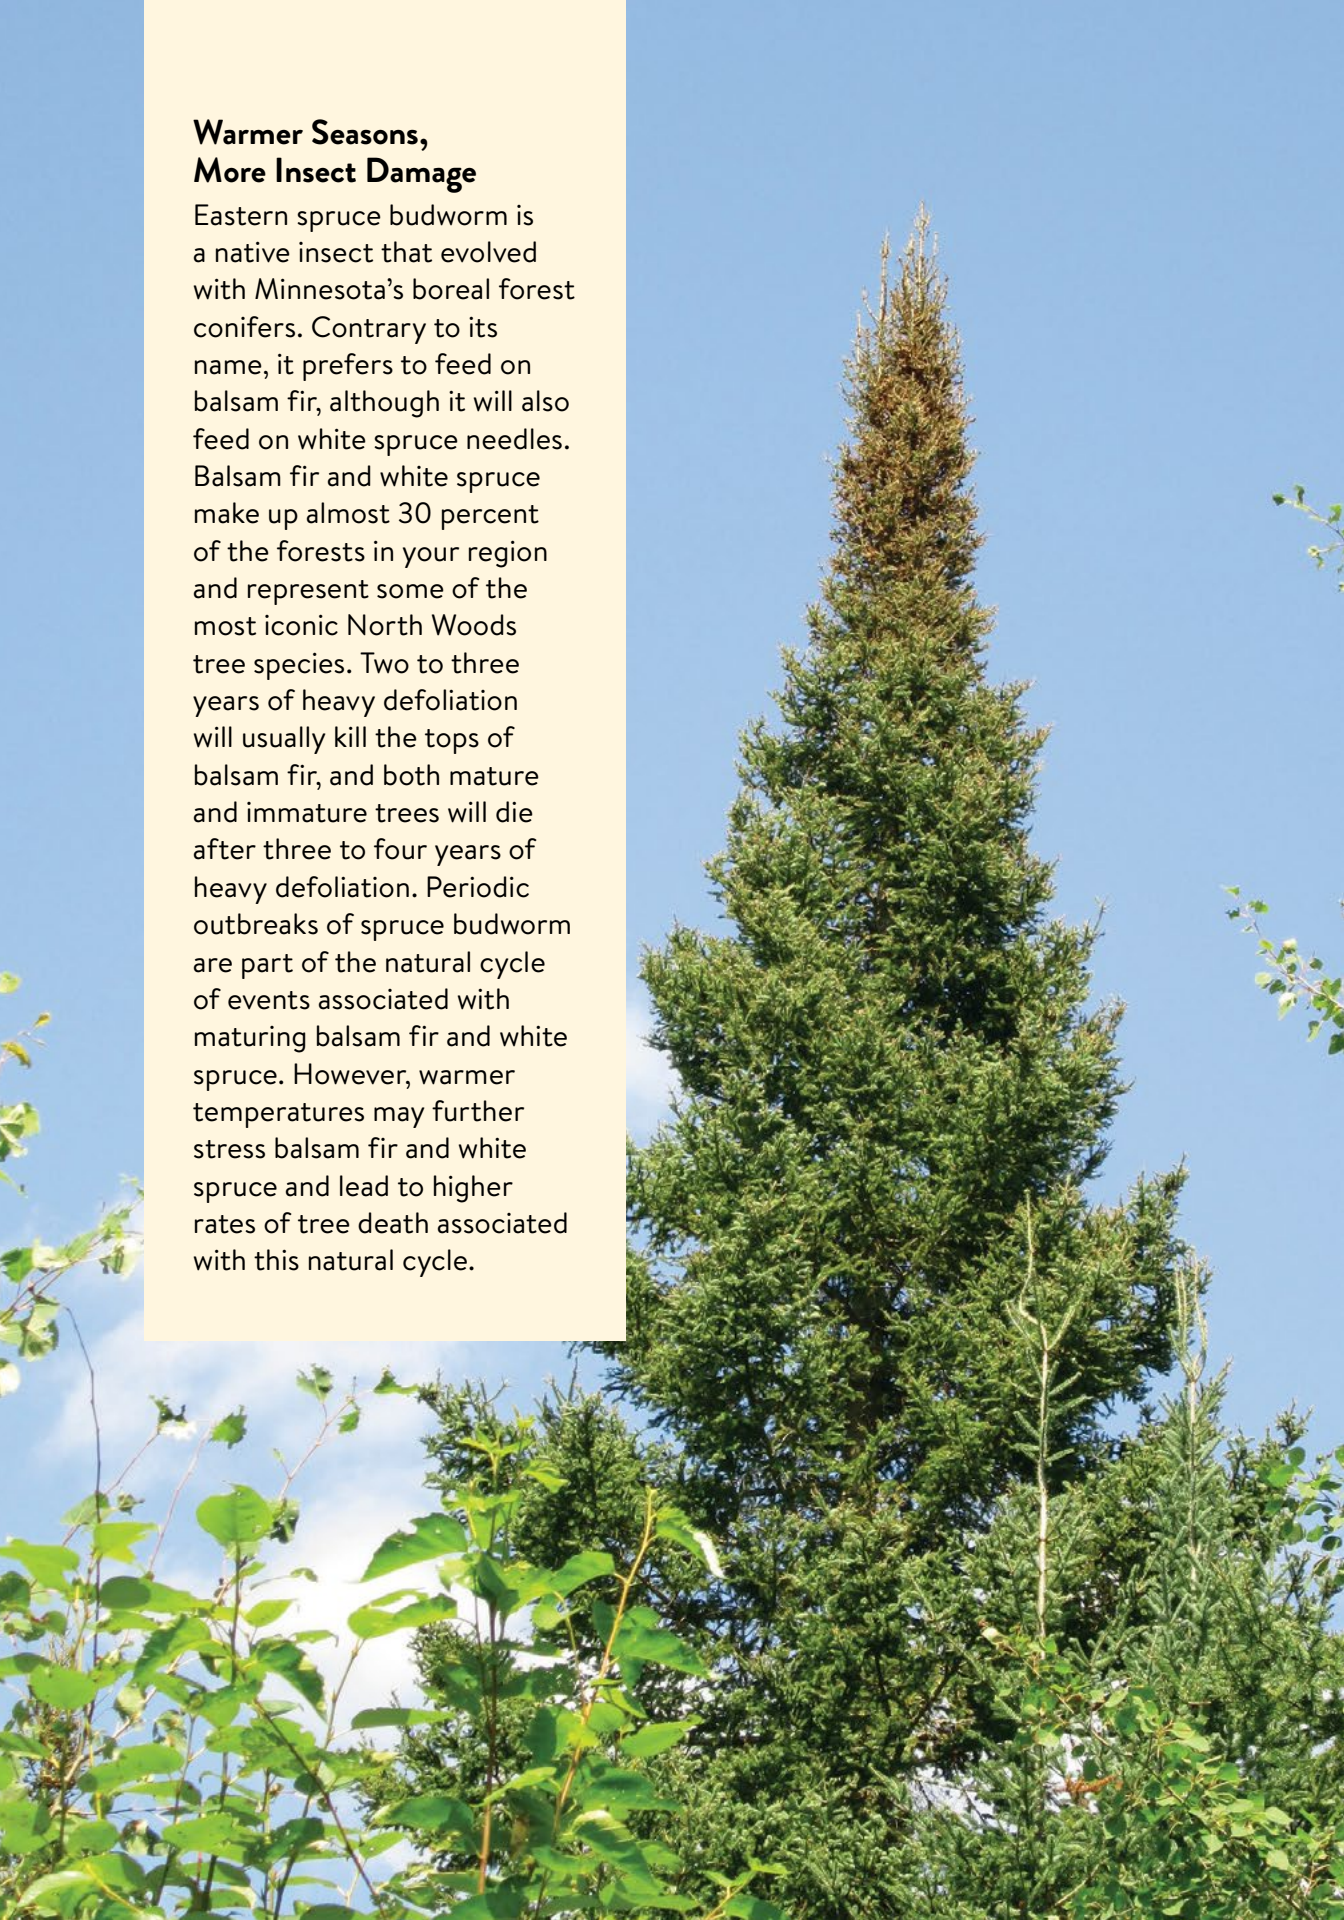 Warmer Seasons,
More Insect Damage
Eastern spruce budworm is
a native insect that evolved
with Minnesota’s boreal forest
conifers. Contrary to its
name, it prefers to feed on
balsam fir, although it will also
feed on white spruce needles.
Balsam fir and white spruce
make up almost 30 percent
of the forests in your region
and represent some of the
most iconic North Woods
tree species. Two to three
years of heavy defoliation
will usually kill the tops of
balsam fir, and both mature
and immature trees will die
after three to four years of
heavy defoliation. Periodic
outbreaks of spruce budworm
are part of the natural cycle
of events associated with
maturing balsam fir and white
spruce. However, warmer
temperatures may further
stress balsam fir and white
spruce and lead to higher
rates of tree death associated
with this natural cycle.